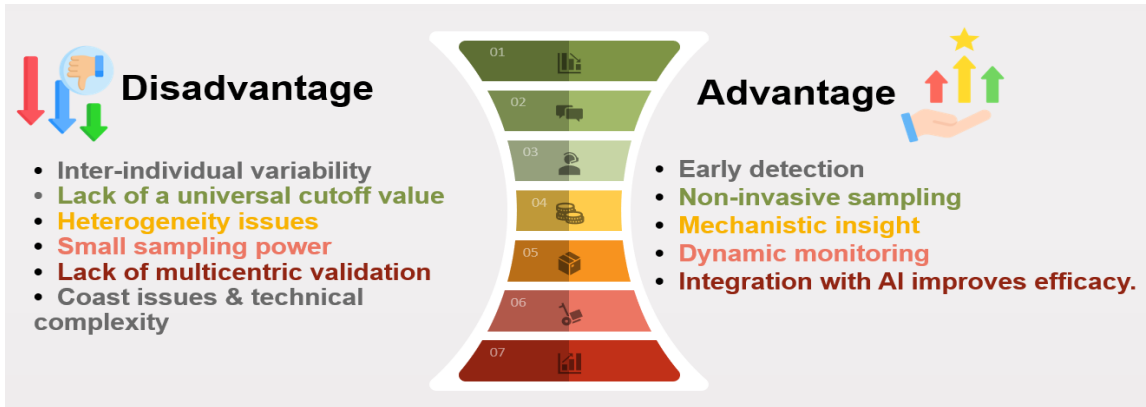 Disadvantage
• Inter-individual variability
• Lack of a universal cutoff value
• Heterogeneity issues
• Small sampling power
• Lack of multicentric validation
• Coast issues & technical
complexity
01
02
03
04
05
06
07
Advantage
• Early detection
• Non-invasive sampling
• Mechanistic insight
• Dynamic monitoring
• Integration with AI improves efficacy.